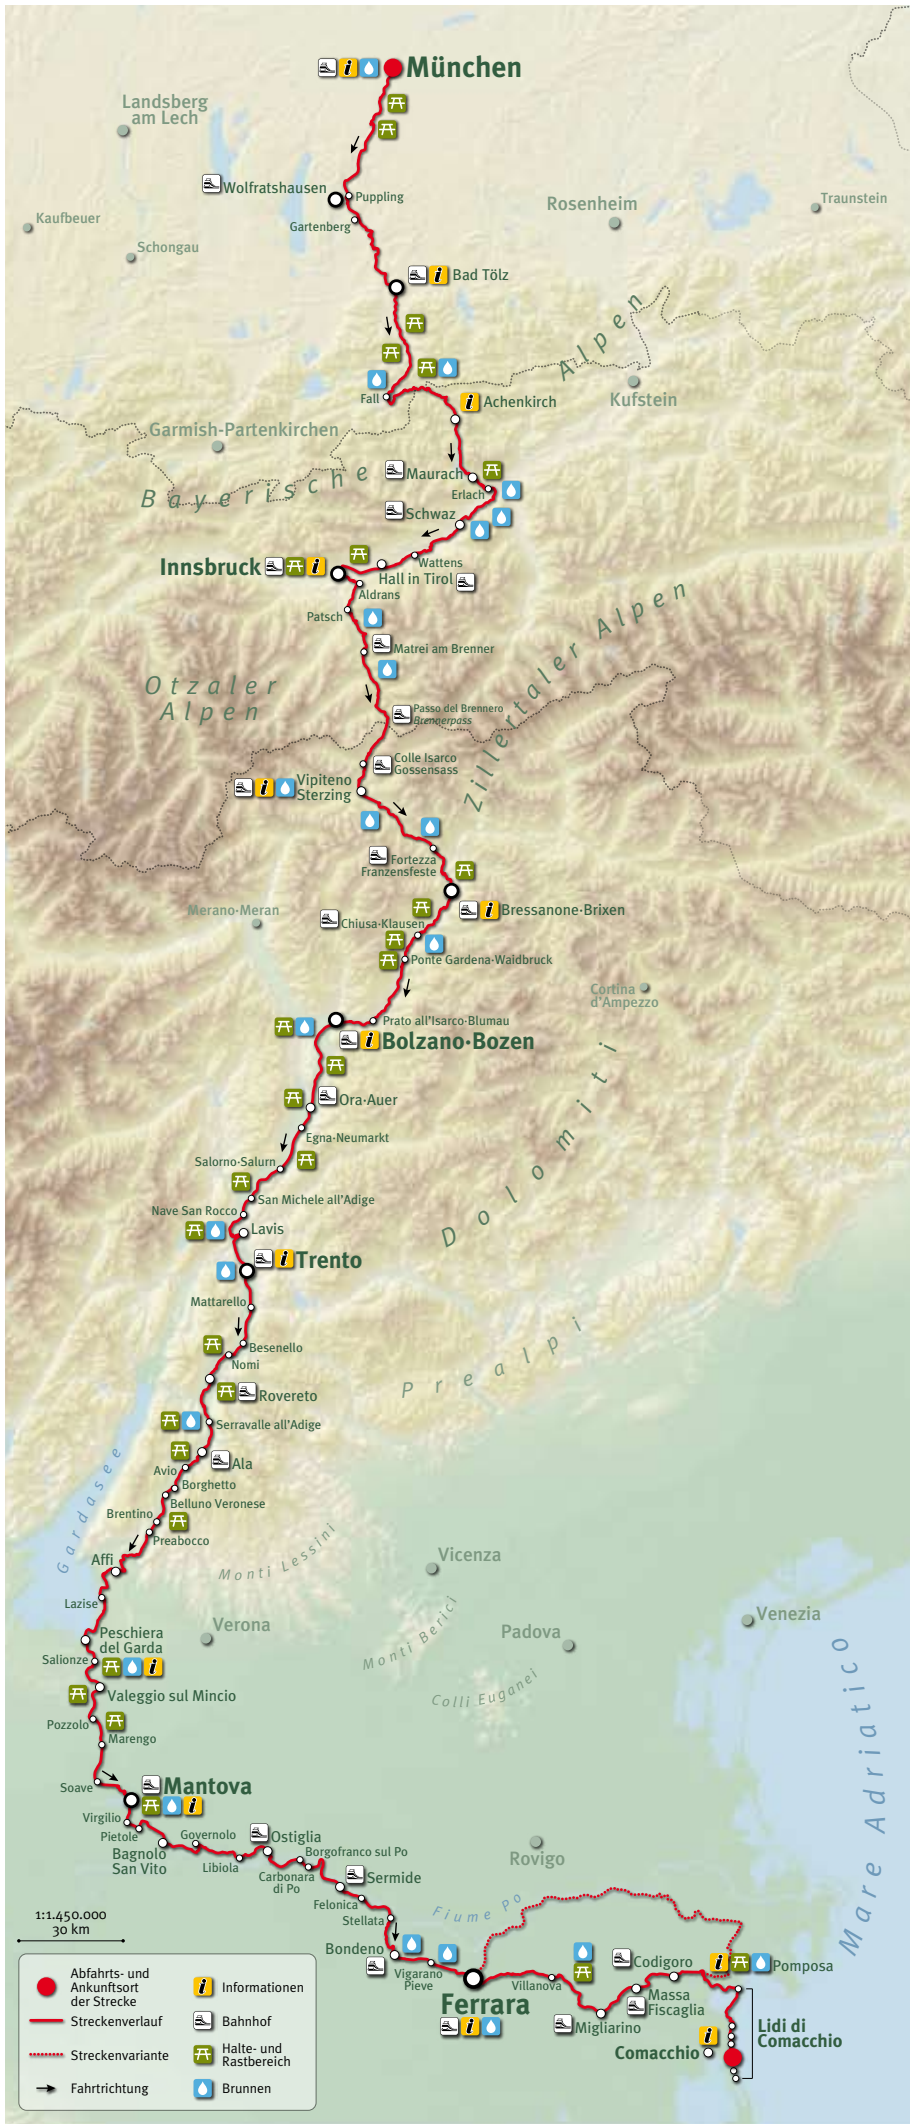 München
Landsberg
am Lech
Wolfratshausen
Puppling
Gartenberg
Rosenheim
Traunstein
Kaufbeuer
Schongau
Bad Tölz
Alpen
Fall
Achenkirch
Kufstein
Garmish-Partenkirchen
Bayerische
Maurach
Erlach
Schwaz
Wattens
Innsbruck
Hall in Tirol
Aldrans
Patsch
Matrei am Brenner
Zillertaler Alpen
Otzaler
Alpen
Passo del Brennero
Brennerpass
Colle Isarco
Gossensass
Vipiteno
Sterzing
Fortezza
Franzensfeste
Bressanone·Brixen
Merano·Meran
Chiusa·Klausen
Ponte Gardena·Waidbruck
Cortina
d'Ampezzo
Prato all'Isarco·Blumau
Bolzano·Bozen
Dolomiti
Ora·Auer
Egna·Neumarkt
Salorno·Salurn
San Michele all'Adige
Nave San Rocco
Lavis
Trento
Mattarello
Besenello
Nomi
Prealpi
Rovereto
Serravalle all'Adige
Ala
Avio
Borghetto
Belluno Veronese
Brentino
Preabocco
Gardasee
Affi
Monti Lessini
Vicenza
Lazise
Verona
Monti Berici
Padova
Venezia
Peschiera
del Garda
Salionze
Colli Euganei
Valeggio sul Mincio
Pozzolo
Marengo
Mare Adriatico
Soave
Mantova
Virgilio
Pietole
Bagnolo
San Vito
Governolo
Libiola
Ostiglia
Borgofranco sul Po
Carbonara
di Po
Sermide
Felonica
Stellata
Rovigo
Fiume Po
Bondeno
Vigarano
Pieve
Ferrara
Villanova
Migliarino
Codigoro
Massa
Fiscaglia
Pomposa
Lidi di
Comacchio
Comacchio
1:1.450.000
30 km
Abfahrts- und
Ankunftsort
der Strecke
Streckenverlauf
Streckenvariante
Fahrtrichtung
i Informationen
Bahnhof
Halte- und
Rastbereich
Brunnen